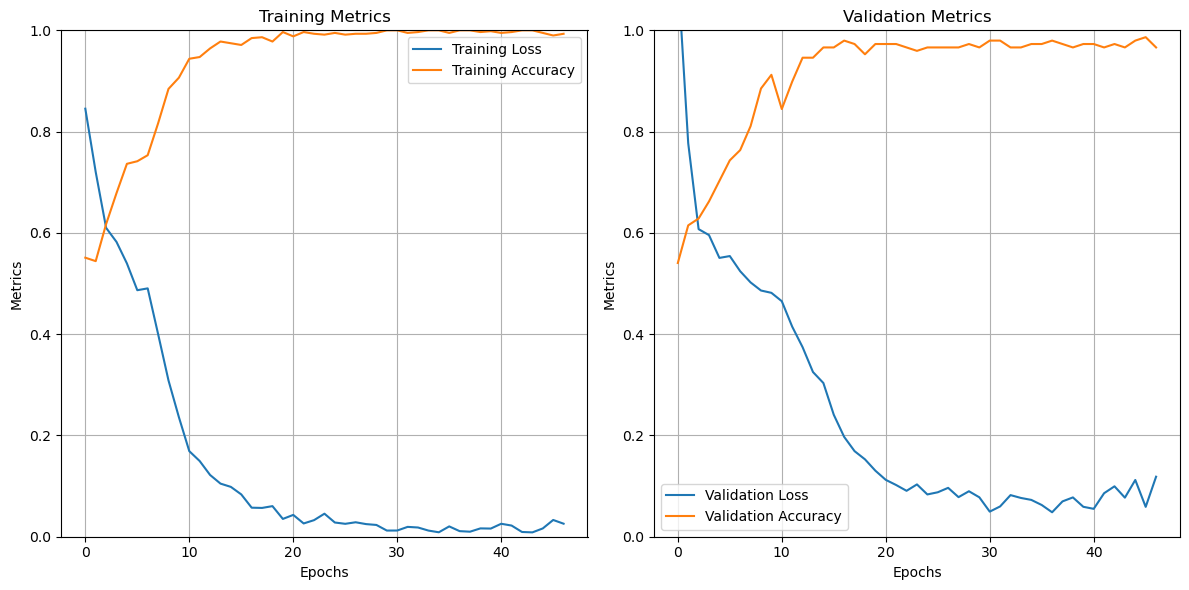 Training Metrics
1.0
0.8
0.6
0.4
0.2
0.0
Metrics
0 10 20 30 40
Epochs
Training Loss
Training Accuracy
Validation Metrics
1.0
0.8
0.6
0.4
0.2
0.0
Metrics
0 10 20 30 40
Epochs
Validation Loss
Validation Accuracy